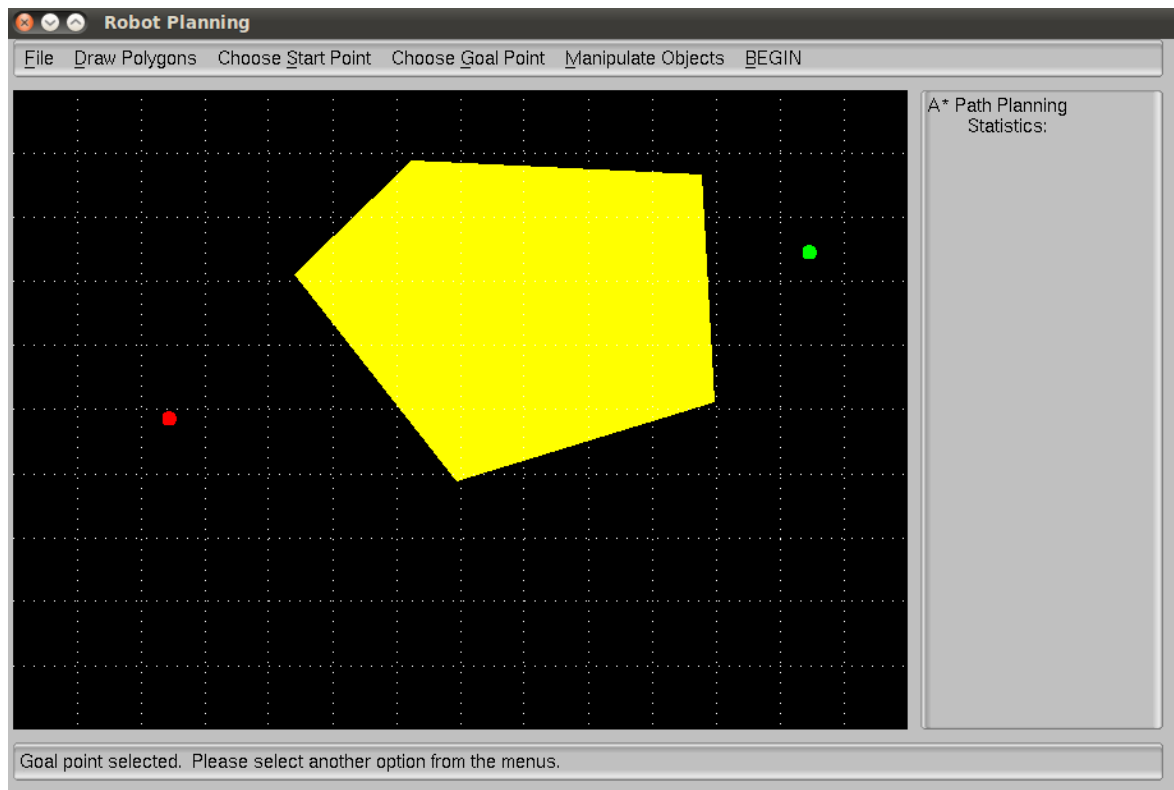 Robot Planning
File Draw Polygons Choose Start Point Choose Goal Point Manipulate Objects BEGIN
A* Path Planning
Statistics:
Goal point selected. Please select another option from the menus.